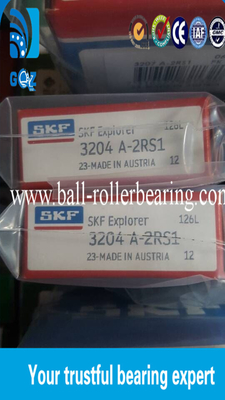 GQY
SKF
SKF Explorer 126L
3204 A-2RS1
23-MADE IN AUSTRIA 12
www.ball-rollerbearing.com
SKF
SKF Explorer 126L
3204 A-2RS1
23-MADE IN AUSTRIA 12
Your trustful bearing expert